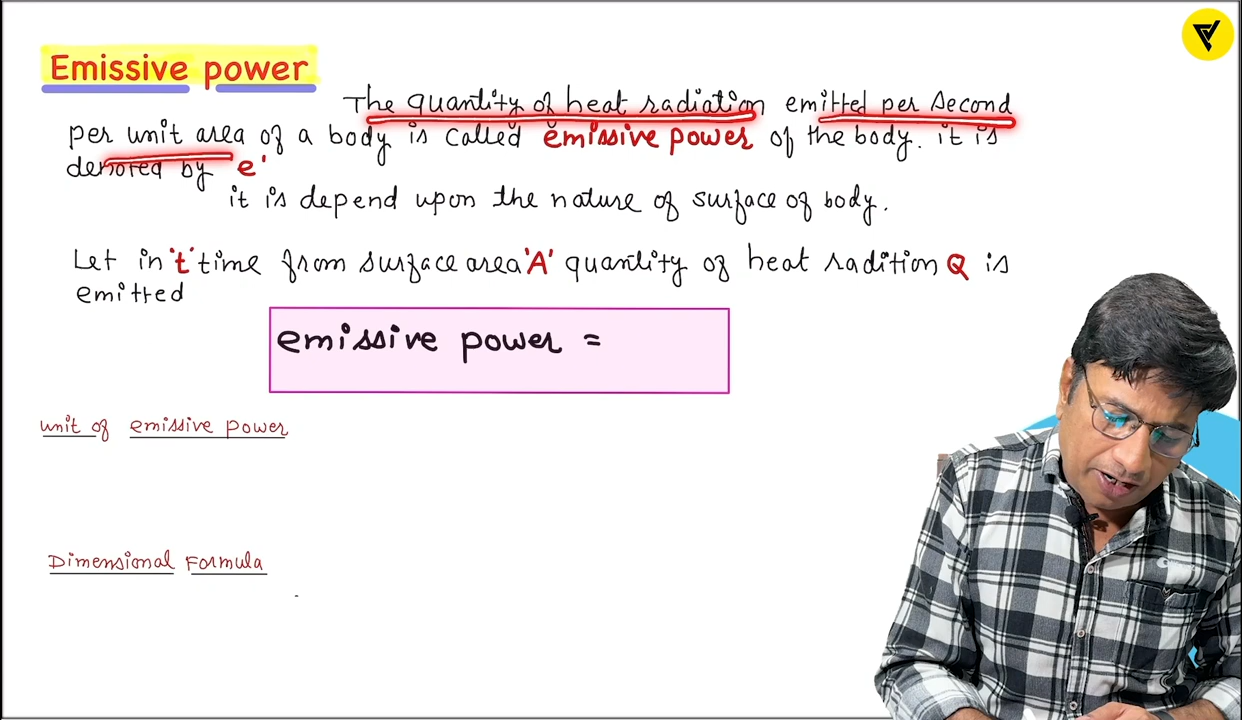 Emissive power
The quantity of heat radiation emitted per second
per unit area of a body is called emissive power of the body. it is
denoted by e'
it is depend upon the nature of surface of body.
Let in 't' time from surface area 'A' quantity of heat radition Q is
emitted
emissive power =
unit of emissive power
Dimensional Formula